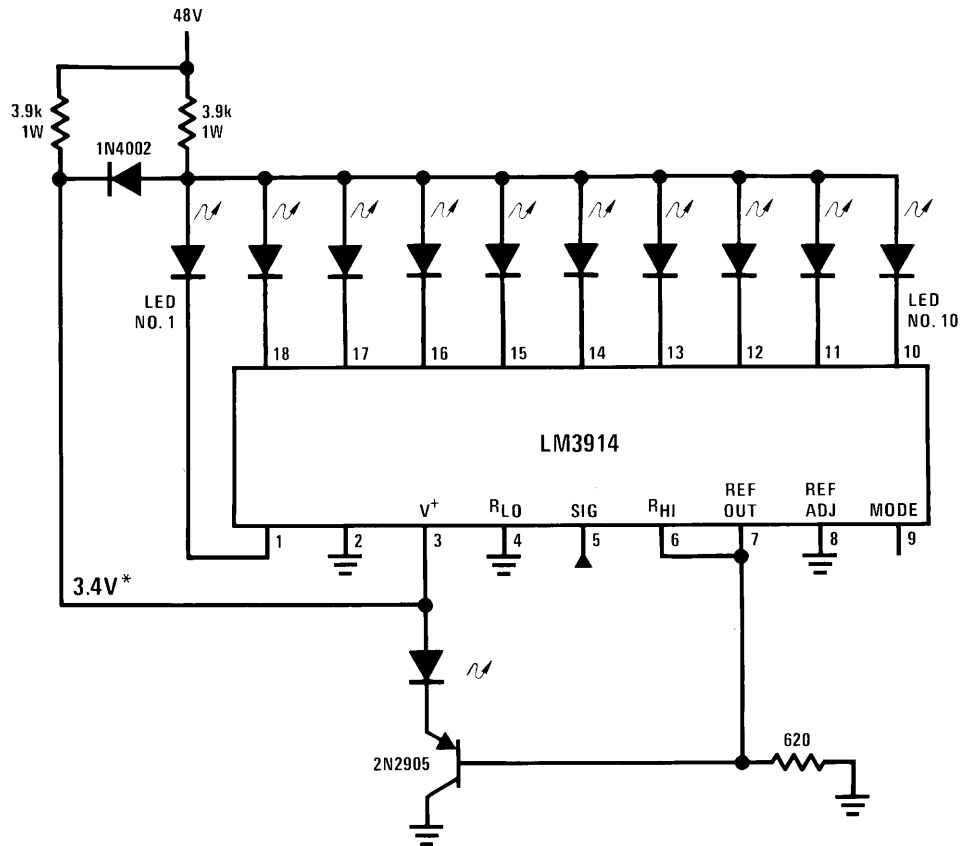 48V
3.9k
1W
3.9k
1W
1N4002
LED
NO. 1
LED
NO. 10
18
17
16
15
14
13
12
11
10
LM3914
V+
RLO
SIG
RHI
REF
OUT
REF
ADJ
MODE
1
2
3
4
5
6
7
8
9
3.4V*
2N2905
620